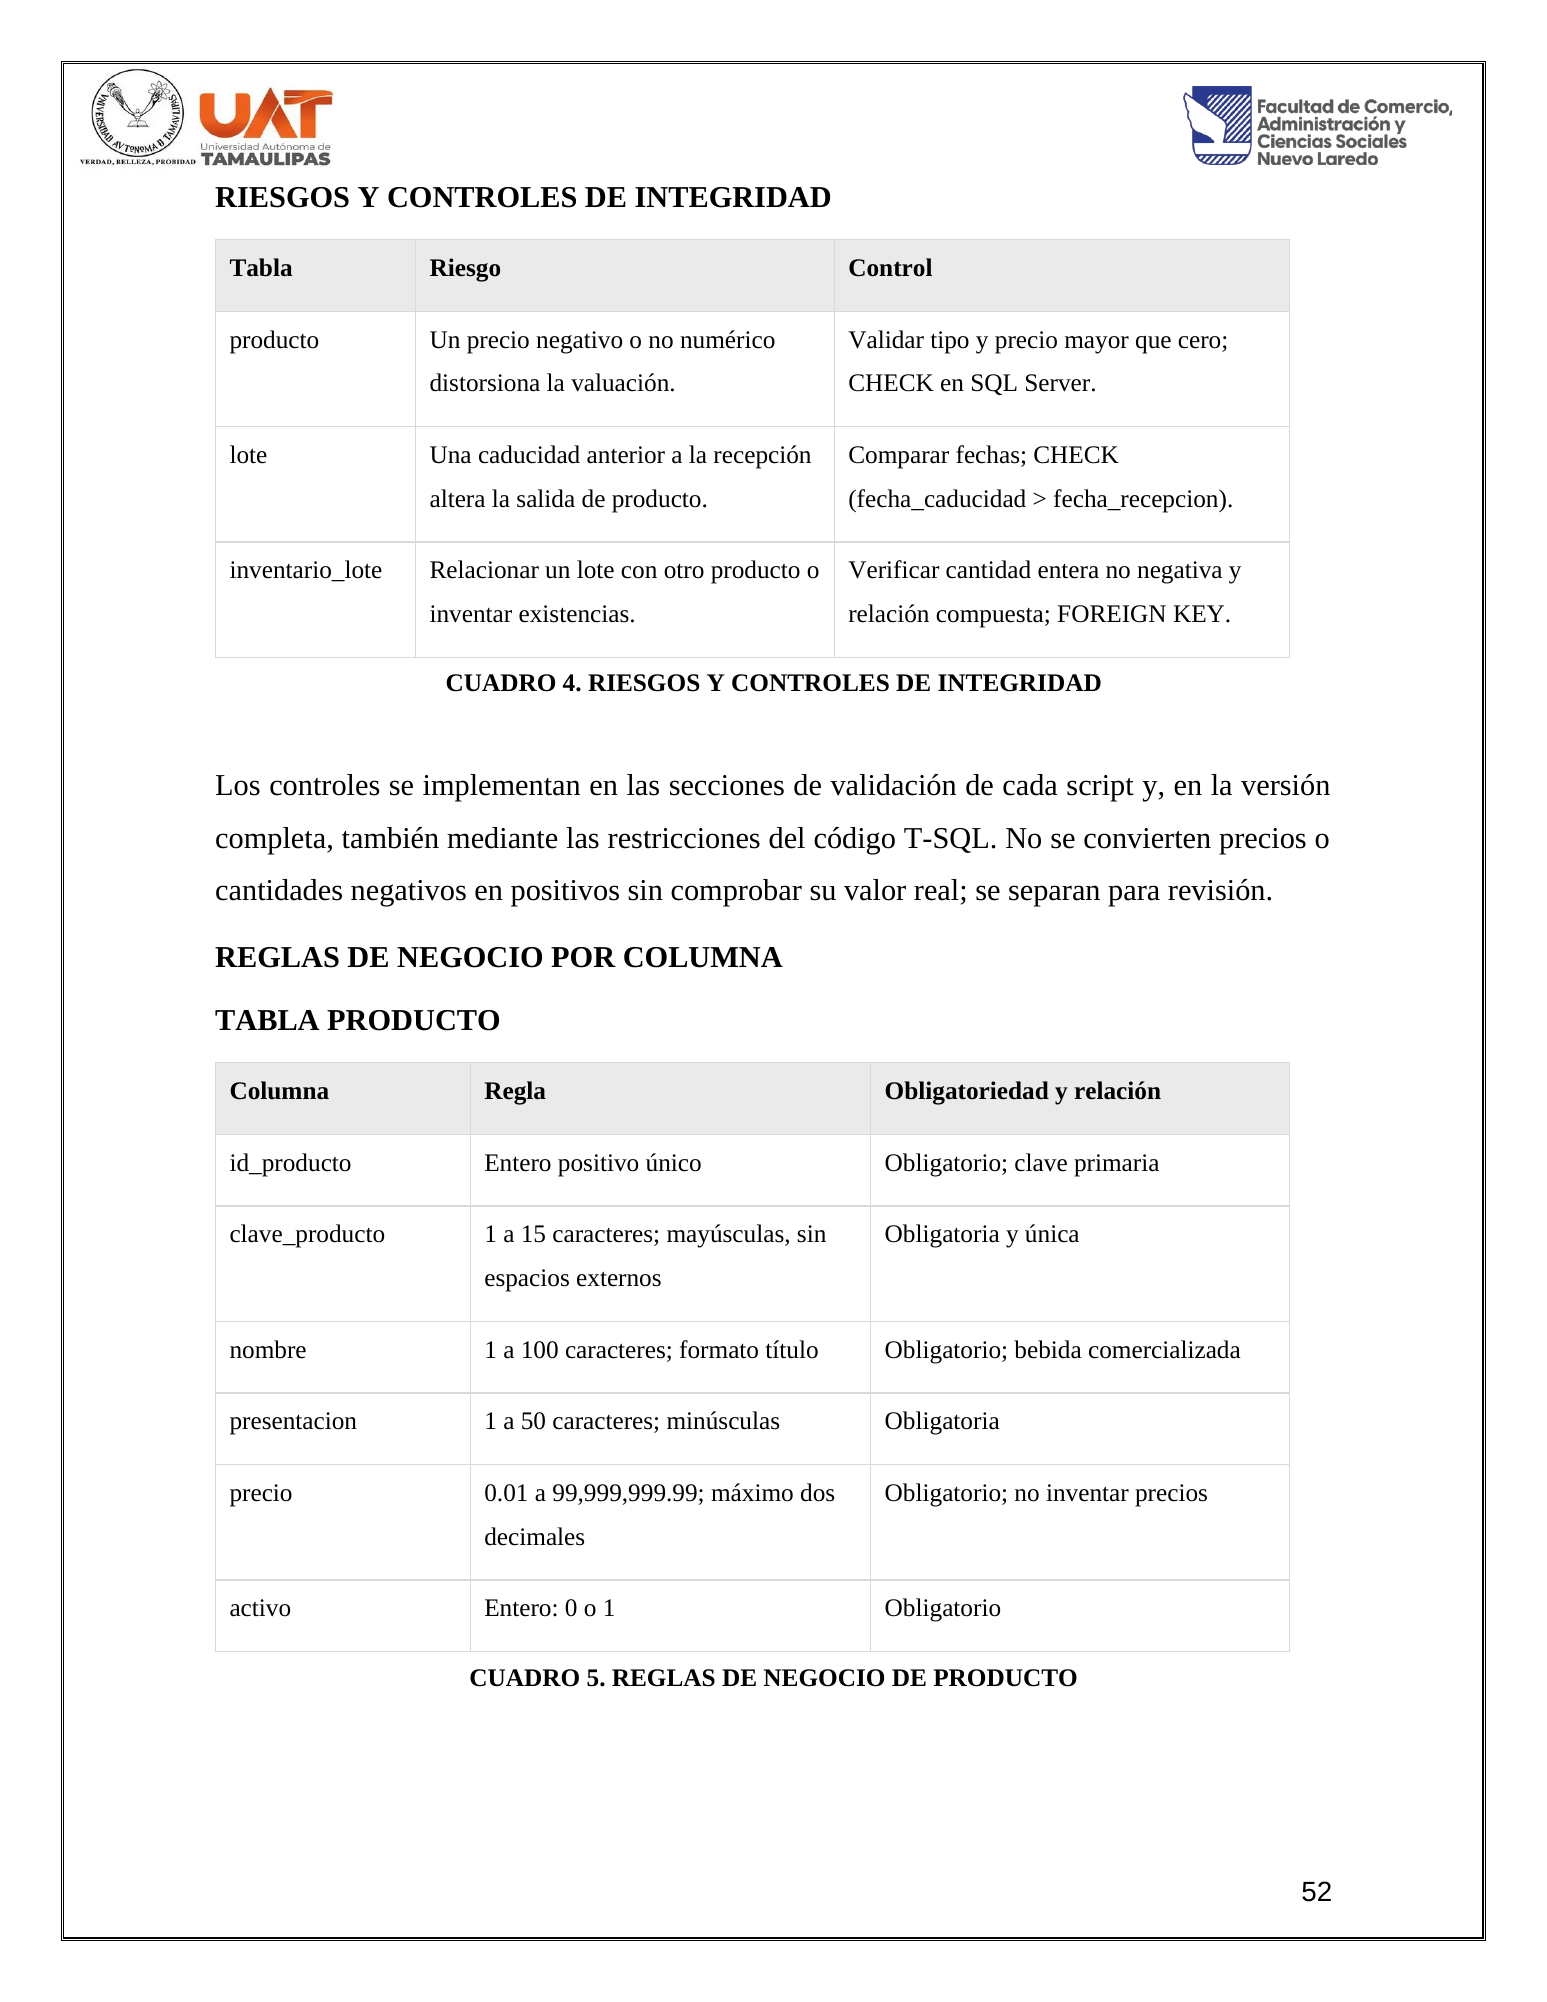 UNIVERSIDAD AUTONOMA DE TAMAULIPAS
VERDAD, BELLEZA, PROBIDAD
UAT
Universidad Autónoma de
TAMAULIPAS
Facultad de Comercio,
Administración y
Ciencias Sociales
Nuevo Laredo
RIESGOS Y CONTROLES DE INTEGRIDAD
Tabla Riesgo Control
producto Un precio negativo o no numérico Validar tipo y precio mayor que cero;
distorsiona la valuación. CHECK en SQL Server.
lote Una caducidad anterior a la recepción Comparar fechas; CHECK
altera la salida de producto. (fecha_caducidad > fecha_recepcion).
inventario_lote Relacionar un lote con otro producto o Verificar cantidad entera no negativa y
inventar existencias. relación compuesta; FOREIGN KEY.
CUADRO 4. RIESGOS Y CONTROLES DE INTEGRIDAD
Los controles se implementan en las secciones de validación de cada script y, en la versión
completa, también mediante las restricciones del código T-SQL. No se convierten precios o
cantidades negativos en positivos sin comprobar su valor real; se separan para revisión.
REGLAS DE NEGOCIO POR COLUMNA
TABLA PRODUCTO
Columna Regla Obligatoriedad y relación
id_producto Entero positivo único Obligatorio; clave primaria
clave_producto 1 a 15 caracteres; mayúsculas, sin Obligatoria y única
espacios externos
nombre 1 a 100 caracteres; formato título Obligatorio; bebida comercializada
presentacion 1 a 50 caracteres; minúsculas Obligatoria
precio 0.01 a 99,999,999.99; máximo dos Obligatorio; no inventar precios
decimales
activo Entero: 0 o 1 Obligatorio
CUADRO 5. REGLAS DE NEGOCIO DE PRODUCTO
52